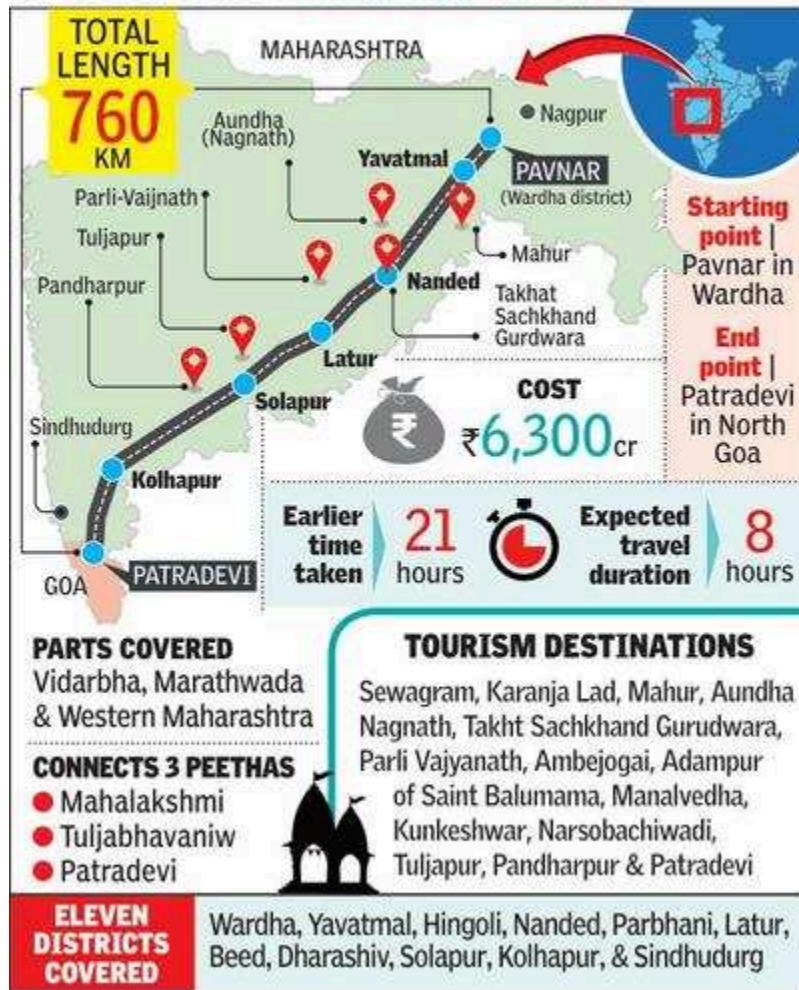 TOTAL
LENGTH
760
KM
MAHARASHTRA
Nagpur
Aundha
(Nagnath)
Yavatmal
PAVNAR
(Wardha district)
Parli-Vaijnath
Tuljapur
Pandharpur
Mahur
Nanded
Takhat
Sachkhand
Gurdwara
Latur
Solapur
Sindhudurg
Kolhapur
GOA
PATRADEVI
Starting
point |
Pavnar in
Wardha
End
point |
Patradevi
in North
Goa
COST
₹
₹6,300cr
Earlier
time
taken
21
hours
Expected
travel
duration
8
hours
PARTS COVERED
Vidarbha, Marathwada
& Western Maharashtra
CONNECTS 3 PEETHAS
Mahalakshmi
Tuljabhavaniw
Patradevi
TOURISM DESTINATIONS
Sewagram, Karanja Lad, Mahur, Aundha
Nagnath, Takht Sachkhand Gurudwara,
Parli Vajyanath, Ambejogai, Adampur
of Saint Balumama, Manalvedha,
Kunkeshwar, Narsobachiwadi,
Tuljapur, Pandharpur & Patradevi
ELEVEN
DISTRICTS
COVERED
Wardha, Yavatmal, Hingoli, Nanded, Parbhani, Latur,
Beed, Dharashiv, Solapur, Kolhapur, & Sindhudurg